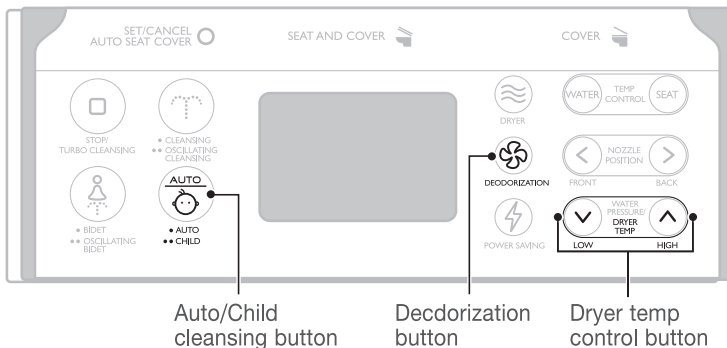 SET/CANCEL
AUTO SEAT COVER
SEAT AND COVER
COVER
STOP/
TURBO CLEANSING
• CLEANSING
•• OSCILLATING
CLEANSING
DRYER
WATER
TEMP
CONTROL
SEAT
DEODORIZATION
NOZZLE
POSITION
FRONT
BACK
• BIDET
•• OSCILLATING
BIDET
AUTO
• AUTO
•• CHILD
POWER SAVING
WATER
PRESSURE/
DRYER
TEMP
LOW
HIGH
Auto/Child
cleansing button
Decdorization
button
Dryer temp
control button